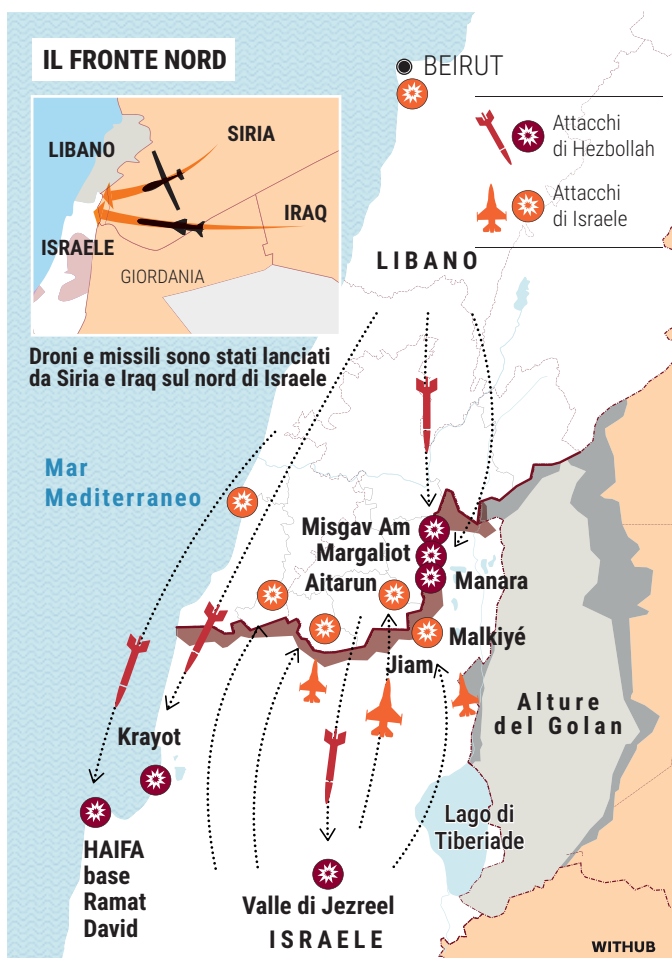 IL FRONTE NORD
BEIRUT
Attacchi
di Hezbollah
Attacchi
di Israele
SIRIA
LIBANO
IRAQ
ISRAELE
GIORDANIA
Droni e missili sono stati lanciati
da Siria e Iraq sul nord di Israele
LIBANO
Mar
Mediterraneo
Misgav Am
Margaliot
Aitarun
Manara
Malkiyé
Jiam
Alture
del Golan
Krayot
Lago di
Tiberiade
HAIFA
base
Ramat
David
Valle di Jezreel
ISRAELE
WITHUB